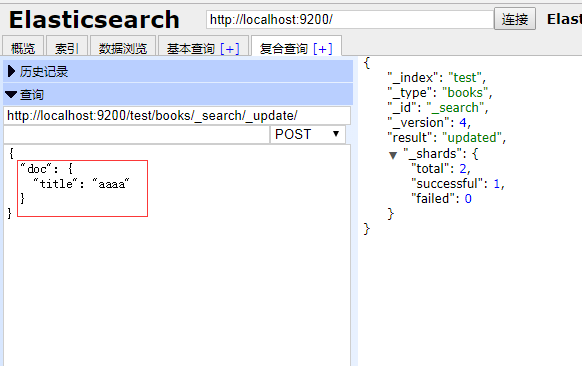 Elasticsearch
http://localhost:9200/
连接
Elas
概览
索引
数据浏览
基本查询 [+]
复合查询 [+]
历史记录
查询
http://localhost:9200/test/books/_search/_update/
POST
{
"doc": {
"title": "aaaa"
}
}
{
"_index": "test",
"_type": "books",
"_id": "_search",
"_version": 4,
"result": "updated",
"_shards": {
"total": 2,
"successful": 1,
"failed": 0
}
}